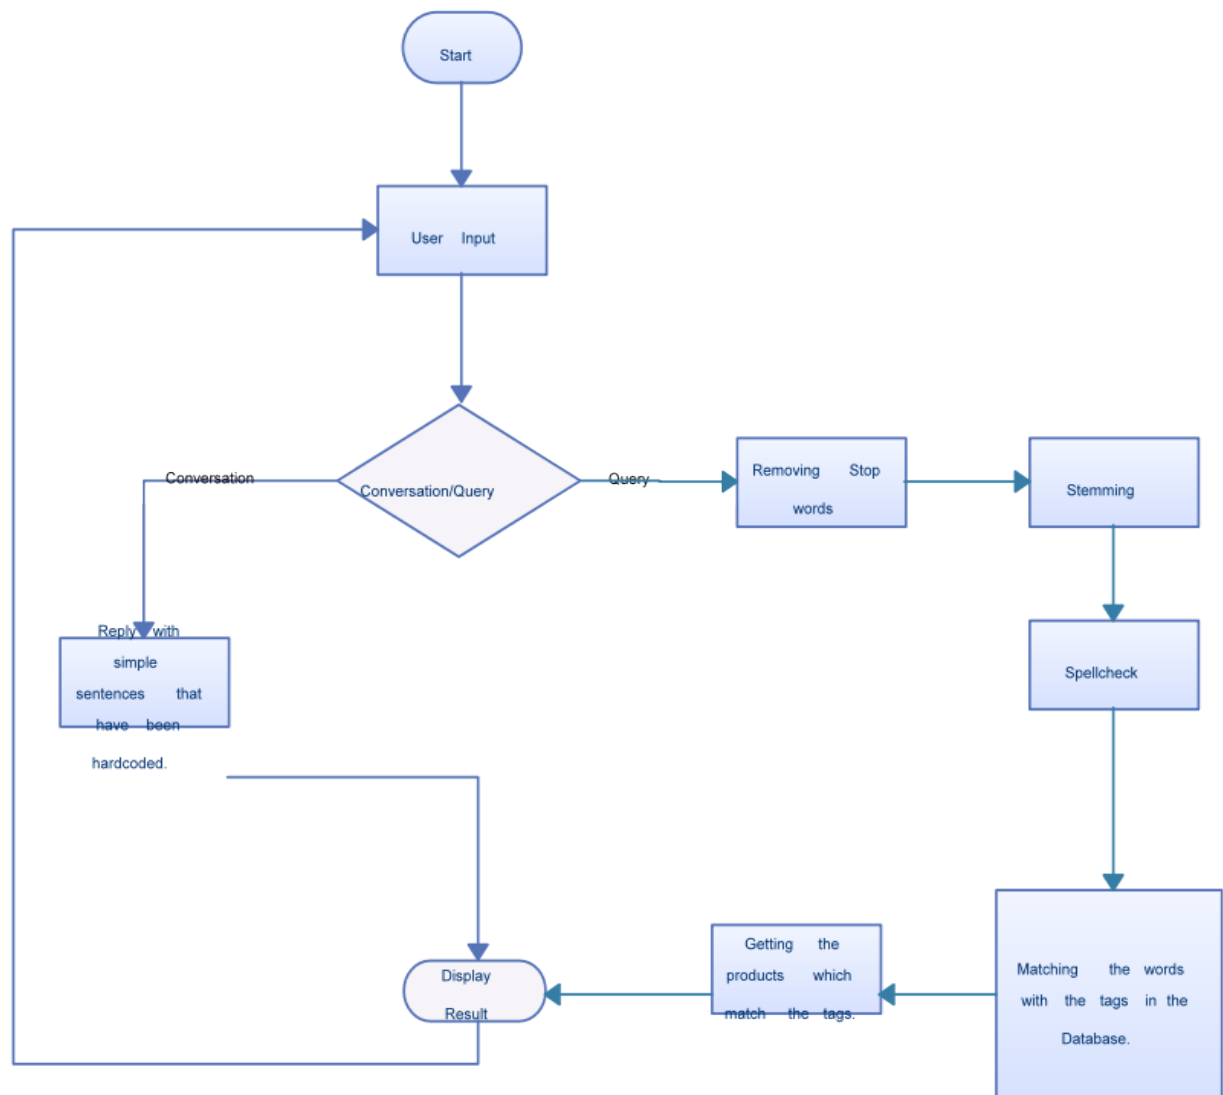 Start
User Input
Conversation
Conversation/Query
Query
Removing Stop
words
Stemming
Reply with
simple
sentences that
have been
hardcoded.
Spellcheck
Display
Result
Getting the
products which
match the tags.
Matching the words
with the tags in the
Database.